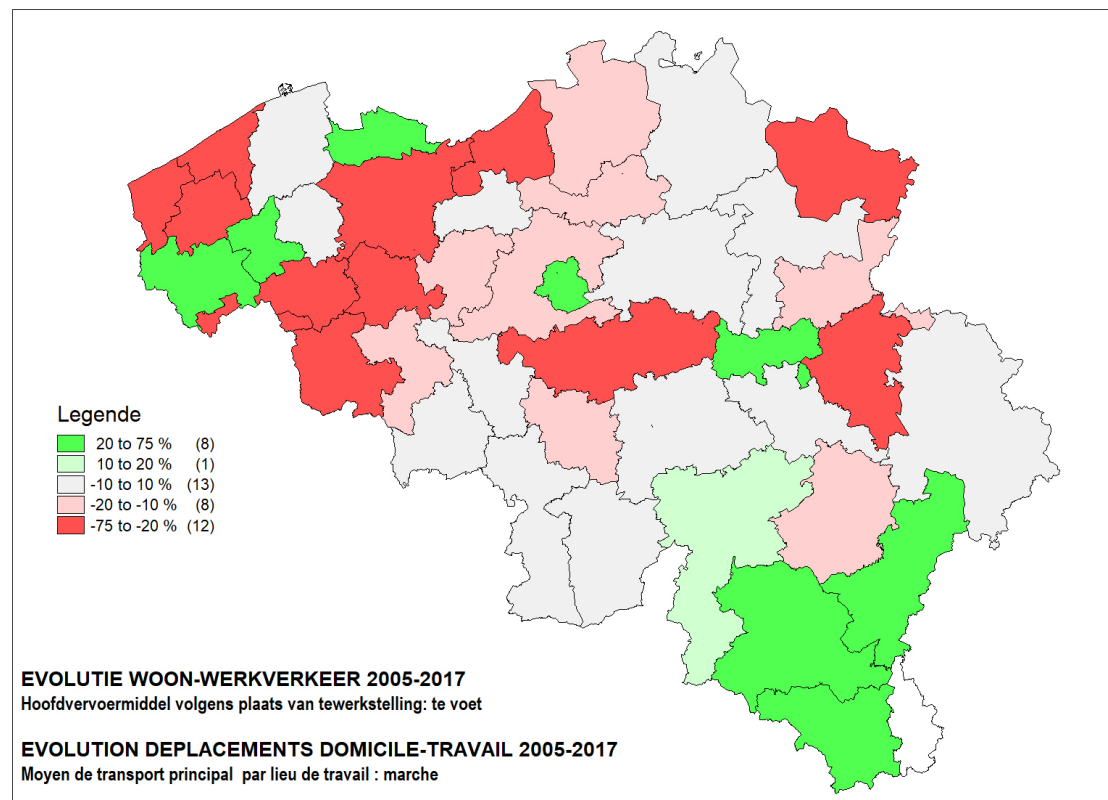 Legende
20 to 75 % (8)
10 to 20 % (1)
-10 to 10 % (13)
-20 to -10 % (8)
-75 to -20 % (12)
EVOLUTIE WOON-WERKVERKEER 2005-2017
Hoofdvervoermiddel volgens plaats van tewerkstelling: te voet
EVOLUTION DEPLACEMENTS DOMICILE-TRAVAIL 2005-2017
Moyen de transport principal par lieu de travail : marche